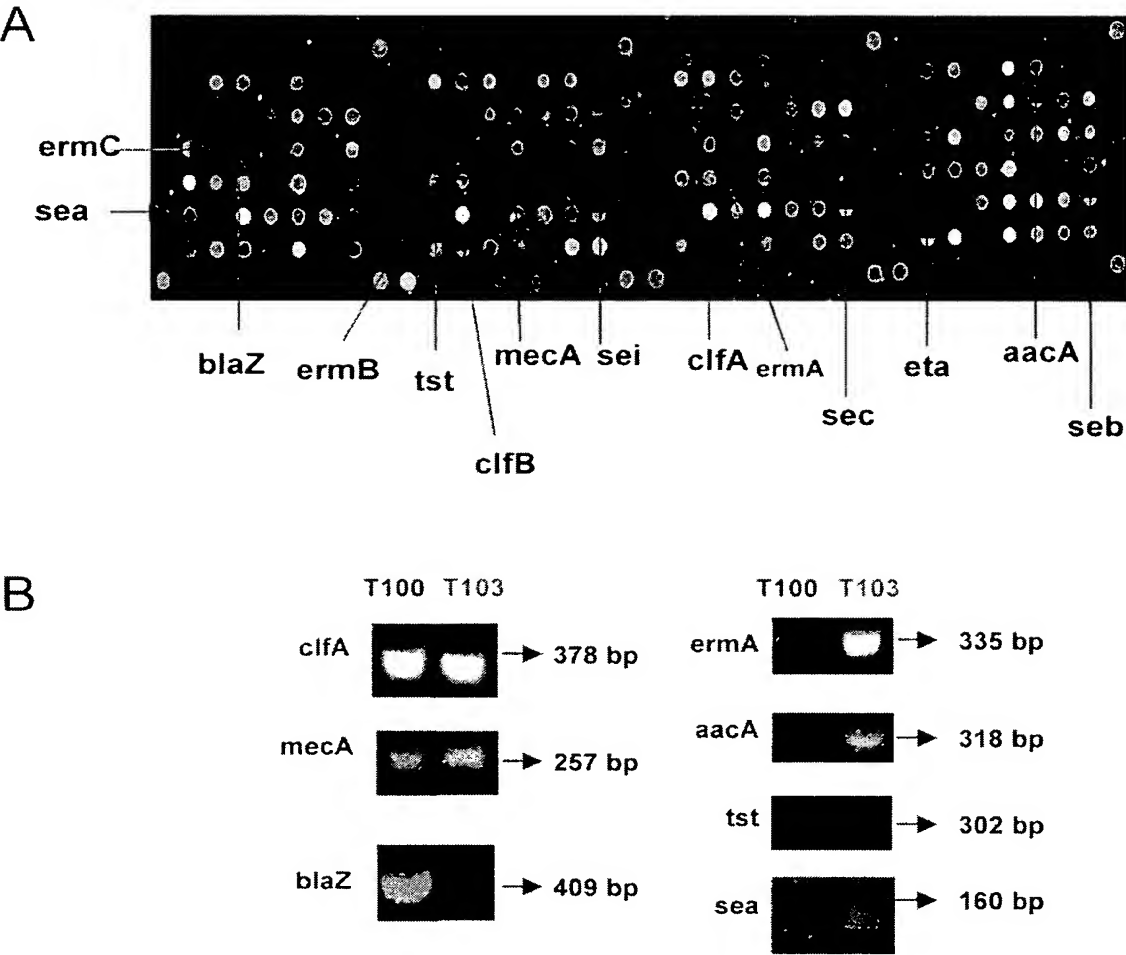 A
ermC
sea
blaZ
ermB
tst
clfB
mecA
sei
clfA
ermA
sec
eta
aacA
seb
B
T100 T103
clfA
378 bp
mecA
257 bp
blaZ
409 bp
T100 T103
ermA
335 bp
aacA
318 bp
tst
302 bp
sea
160 bp